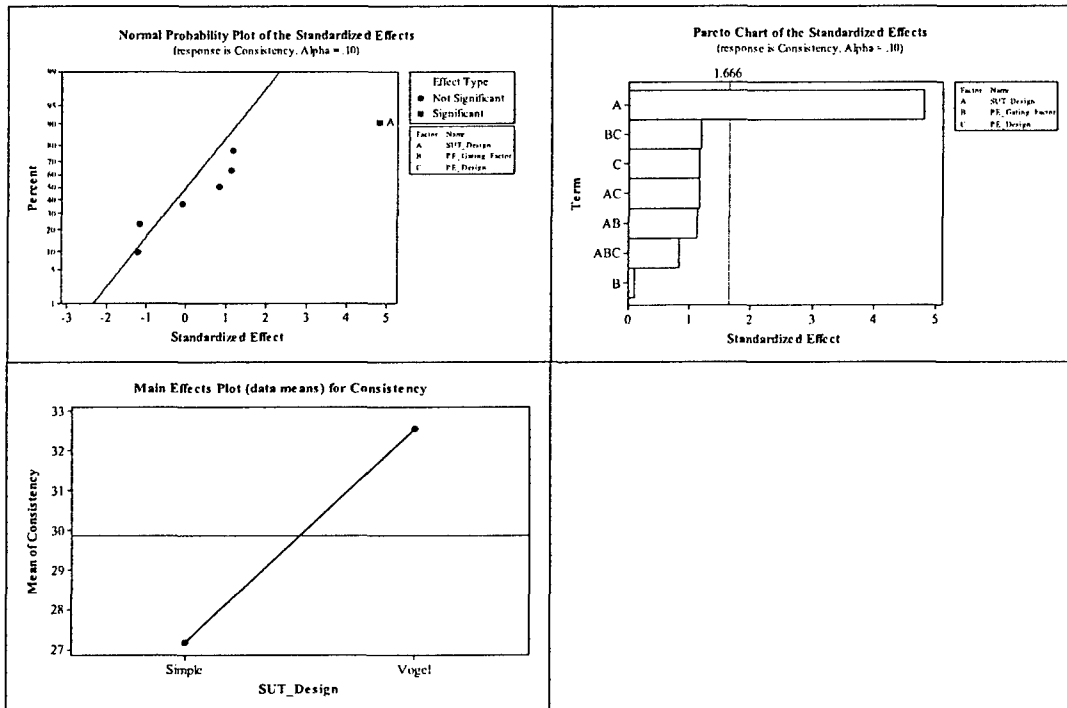 Normal Probability Plot of the Standardized Effects
(response is Consistency, Alpha = .10)
99
95
90
80
70
60
50
40
30
20
10
5
1
Percent
A
-3 -2 -1 0 1 2 3 4 5
Standardized Effect
Effect Type
Not Significant
Significant
Factor Name
A SUT_Design
B PE_Gating Factor
C PE_Design
Pareto Chart of the Standardized Effects
(response is Consistency, Alpha = .10)
1.666
Term
A
BC
C
AC
AB
ABC
B
0 1 2 3 4 5
Standardized Effect
Factor Name
A SUT_Design
B PE_Gating Factor
C PE_Design
Main Effects Plot (data means) for Consistency
33
32
31
30
29
28
27
Mean of Consistency
Simple Vogel
SUT_Design